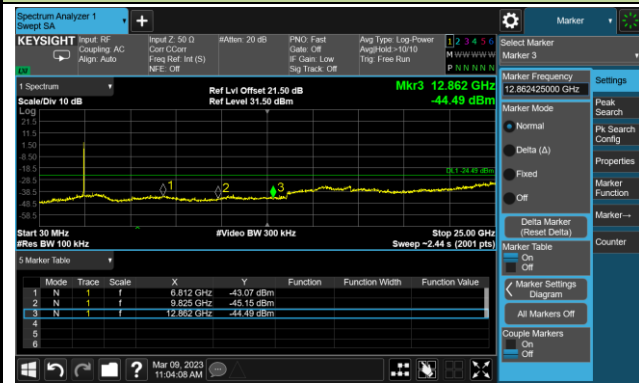 Spectrum Analyzer 1
Swept SA
Marker
KEYSIGHT
Input: RF
Coupling: AC
Align: Auto
Input Z: 50 Ω
Corr CCorr
Freq Ref: Int (S)
NFE: Off
#Atten: 20 dB
PNO: Fast
Gate: Off
IF Gain: Low
Sig Track: Off
Avg Type: Log-Power
Avg|Hold:>10/10
Trig: Free Run
1 2 3 4 5 6
M W W W W W
P N N N N N
Select Marker
Marker 3
1 Spectrum
Scale/Div 10 dB
Ref Lvl Offset 21.50 dB
Ref Level 31.50 dBm
Mkr3 12.862 GHz
-44.49 dBm
Log
21.5
11.5
1.50
-8.50
-18.5
-28.5
-38.5
-48.5
-58.5
DL1 -24.49 dBm
1
2
3
Start 30 MHz
#Res BW 100 kHz
#Video BW 300 kHz
Stop 25.00 GHz
Sweep ~2.44 s (2001 pts)
5 Marker Table
Mode Trace Scale X Y Function Function Width Function Value
1 N 1 f 6.812 GHz -43.07 dBm
2 N 1 f 9.825 GHz -45.15 dBm
3 N 1 f 12.862 GHz -44.49 dBm
4
5
6
Mar 09, 2023
11:04:08 AM
Marker Frequency
12.862425000 GHz
Marker Mode
Normal
Delta (Δ)
Fixed
Off
Delta Marker
(Reset Delta)
Marker Table
On
Off
Marker Settings
Diagram
All Markers Off
Couple Markers
On
Off
Settings
Peak
Search
Pk Search
Config
Properties
Marker
Function
Marker→
Counter